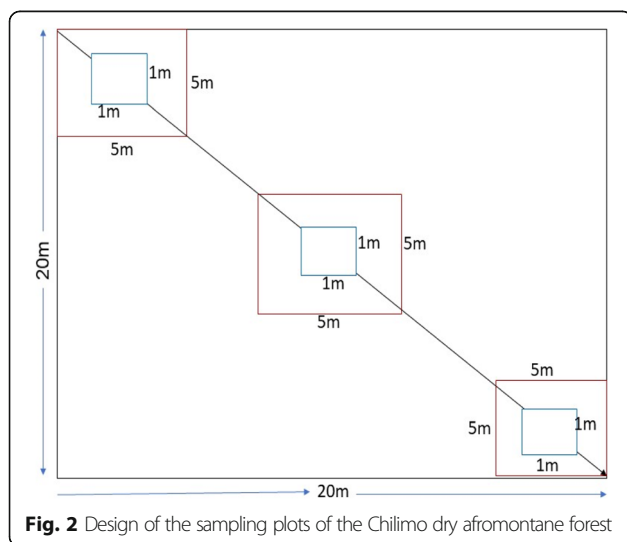 1m
5m
1m
5m
20m
1m
5m
1m
5m
5m
5m
1m
1m
20m
Fig. 2 Design of the sampling plots of the Chilimo dry afromontane forest